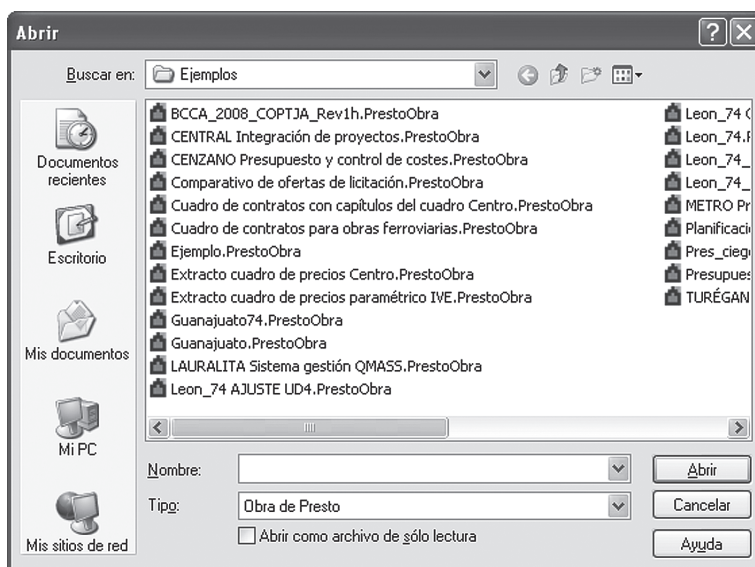 Abrir
Buscar en: Ejemplos
Documentos recientes
Escritorio
Mis documentos
Mi PC
Mis sitios de red
BCCA_2008_COPTJA_Rev1h.PrestoObra
CENTRAL Integración de proyectos.PrestoObra
CENZANO Presupuesto y control de costes.PrestoObra
Comparativo de ofertas de licitación.PrestoObra
Cuadro de contratos con capítulos del cuadro Centro.PrestoObra
Cuadro de contratos para obras ferroviarias.PrestoObra
Ejemplo.PrestoObra
Extracto cuadro de precios Centro.PrestoObra
Extracto cuadro de precios paramétrico IVE.PrestoObra
Guanajuato74.PrestoObra
Guanajuato.PrestoObra
LAURALITA Sistema gestión QMASS.PrestoObra
Leon_74 AJUSTE UD4.PrestoObra
Leon_74
Leon_74.
Leon_74_
Leon_74_
METRO Pr
Planificaci
Pres_cieg
Presupues
TURÉGAN
Nombre:
Abrir
Tipo: Obra de Presto
Cancelar
Abrir como archivo de sólo lectura
Ayuda